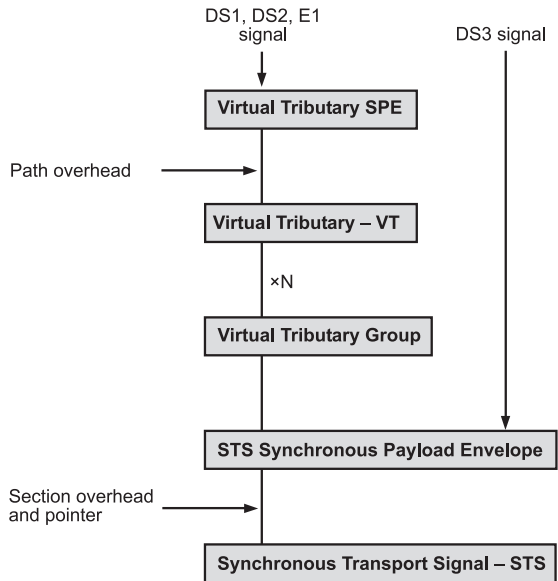 DS1, DS2, E1
signal
DS3 signal
Virtual Tributary SPE
Path overhead
Virtual Tributary – VT
×N
Virtual Tributary Group
STS Synchronous Payload Envelope
Section overhead
and pointer
Synchronous Transport Signal – STS